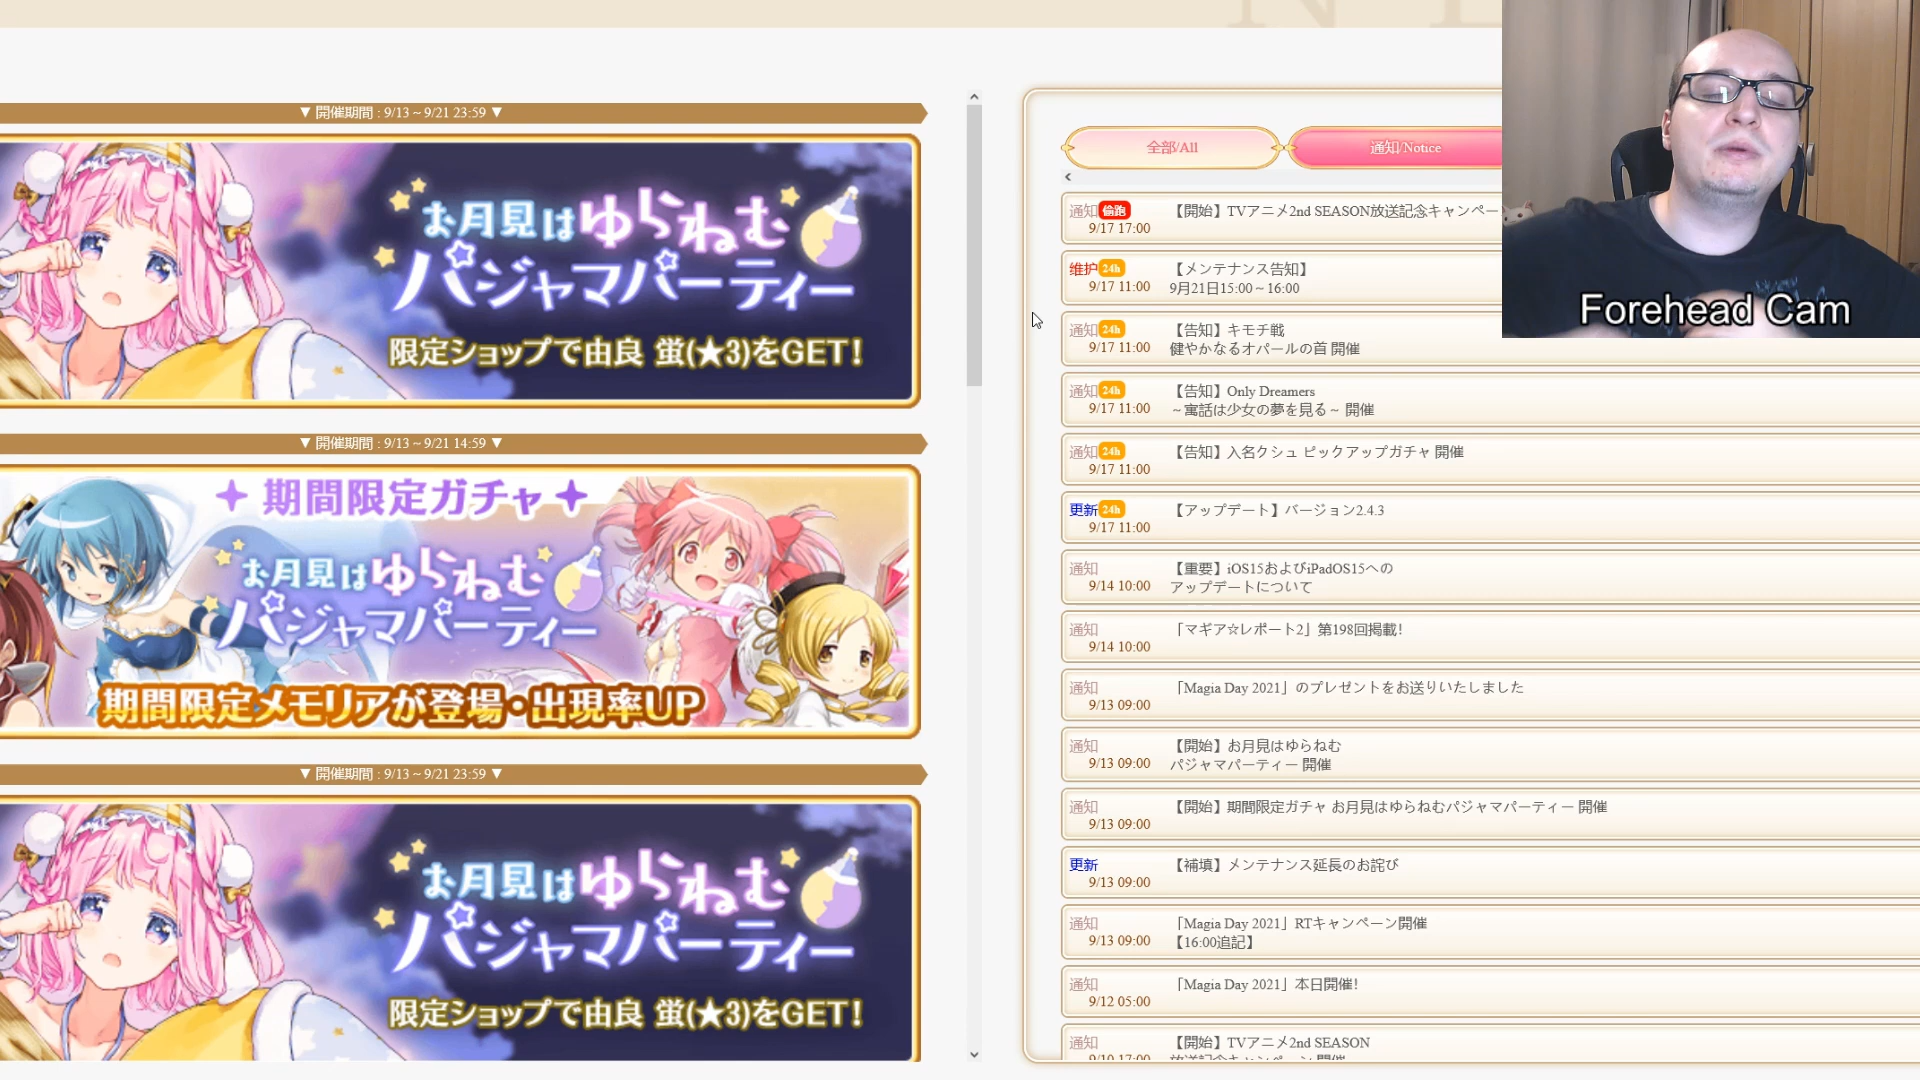 ▼ 開催期間 : 9/13 ~ 9/21 23:59 ▼
お月見はゆらねむ
パジャマパーティー
限定ショップで由良 蛍(★3)をGET!
▼ 開催期間 : 9/13 ~ 9/21 14:59 ▼
期間限定ガチャ
お月見はゆらねむ
パジャマパーティー
期間限定メモリアが登場・出現率UP
▼ 開催期間 : 9/13 ~ 9/21 23:59 ▼
お月見はゆらねむ
パジャマパーティー
限定ショップで由良 蛍(★3)をGET!
全部/All
通知/Notice
通知 偷跑
【開始】TVアニメ2nd SEASON放送記念キャンペー
9/17 17:00
维护 24h
【メンテナンス告知】
9/17 11:00
9月21日15:00～16:00
通知 24h
【告知】キモチ戦
9/17 11:00
健やかなるオパールの首 開催
通知 24h
【告知】Only Dreamers
9/17 11:00
～寓話は少女の夢を見る～ 開催
通知 24h
【告知】入名クシュ ピックアップガチャ 開催
9/17 11:00
更新 24h
【アップデート】バージョン2.4.3
9/17 11:00
通知
【重要】iOS15およびiPadOS15への
9/14 10:00
アップデートについて
通知
「マギア☆レポート2」第198回掲載！
9/14 10:00
通知
「Magia Day 2021」のプレゼントをお送りいたしました
9/13 09:00
通知
【開始】お月見はゆらねむ
9/13 09:00
パジャマパーティー 開催
通知
【開始】期間限定ガチャ お月見はゆらねむパジャマパーティー 開催
9/13 09:00
更新
【補填】メンテナンス延長のお詫び
9/13 09:00
通知
「Magia Day 2021」RTキャンペーン開催
9/13 09:00
【16:00追記】
通知
「Magia Day 2021」本日開催！
9/12 05:00
通知
【開始】TVアニメ2nd SEASON
9/10 17:00
放送記念キャンペーン 開催
Forehead Cam